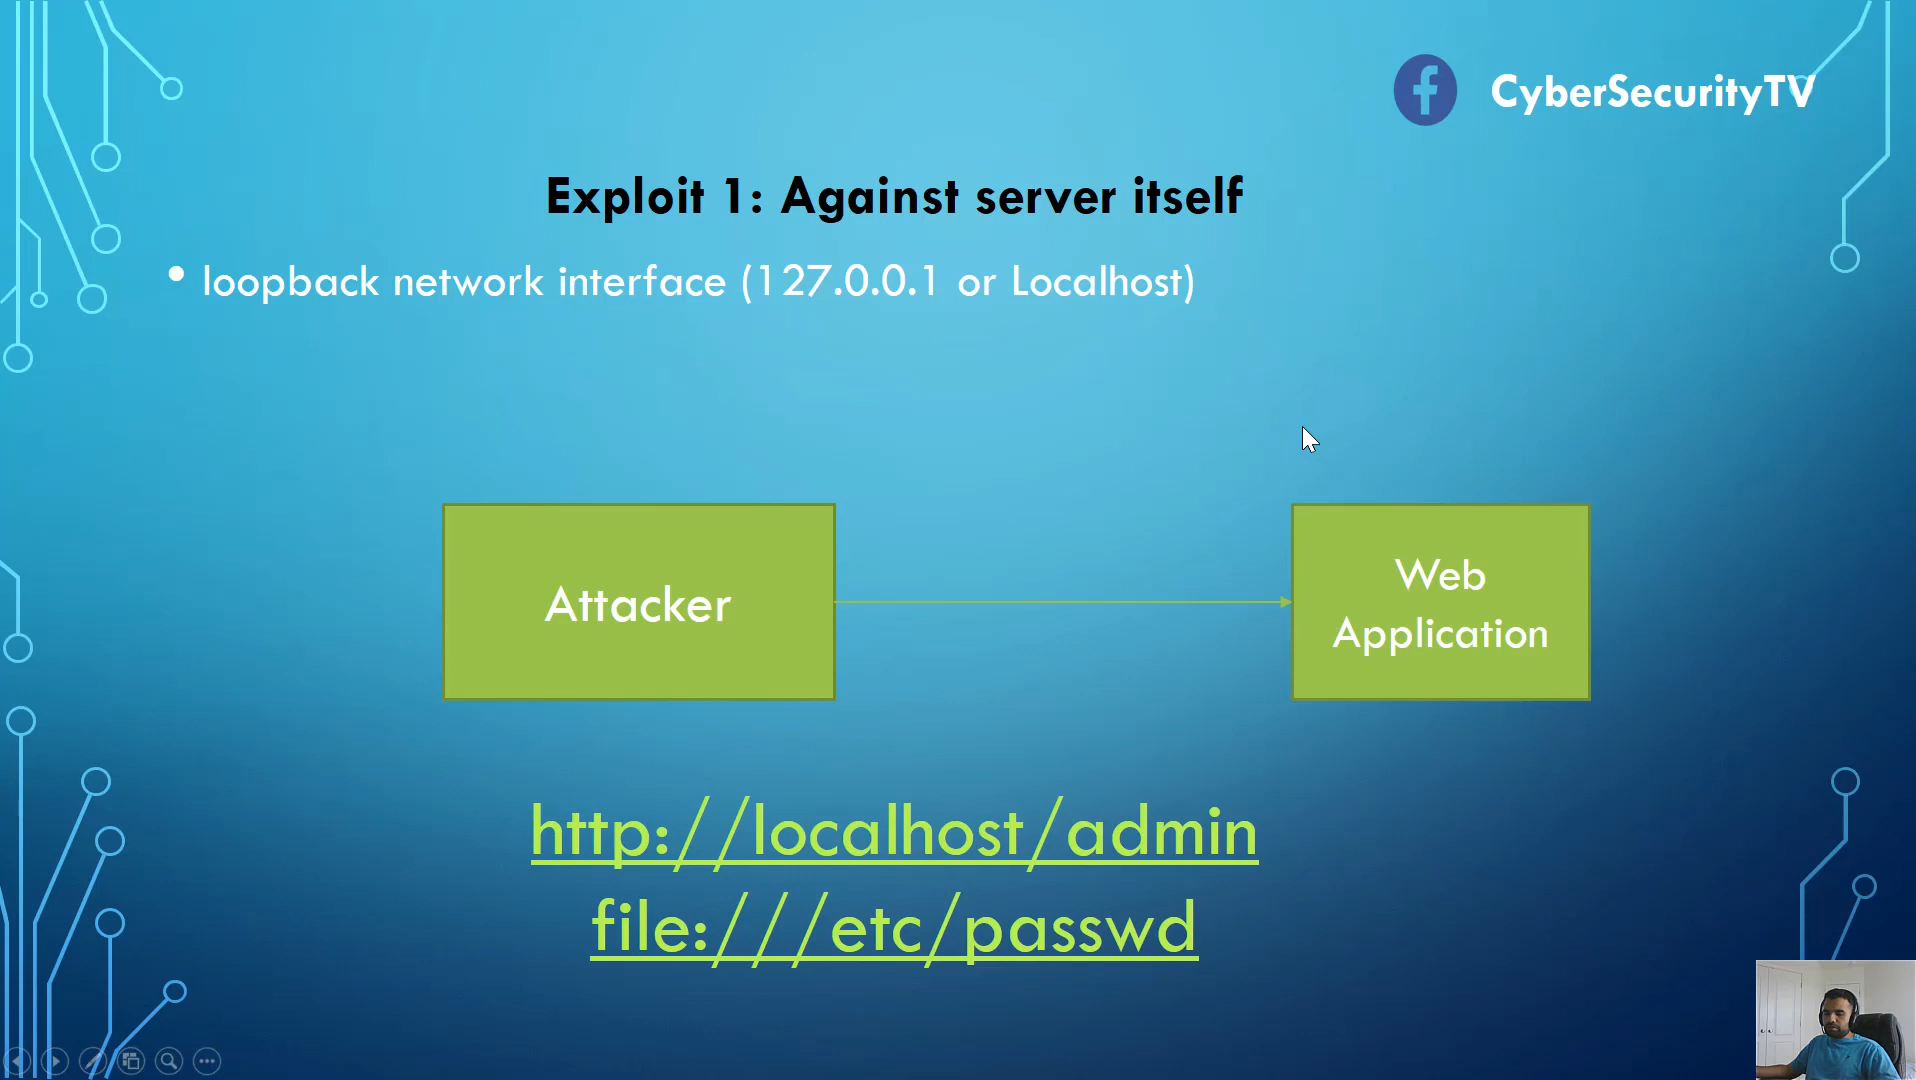 CyberSecurityTV
Exploit 1: Against server itself
• loopback network interface (127.0.0.1 or Localhost)
Attacker
Web
Application
http://localhost/admin
file:///etc/passwd